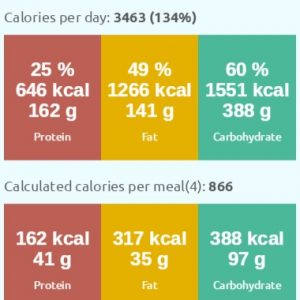 Calories per day: 3463 (134%)
25 % 49 % 60 %
646 kcal 1266 kcal 1551 kcal
162 g 141 g 388 g
Protein Fat Carbohydrate
Calculated calories per meal(4): 866
162 kcal 317 kcal 388 kcal
41 g 35 g 97 g
Protein Fat Carbohydrate